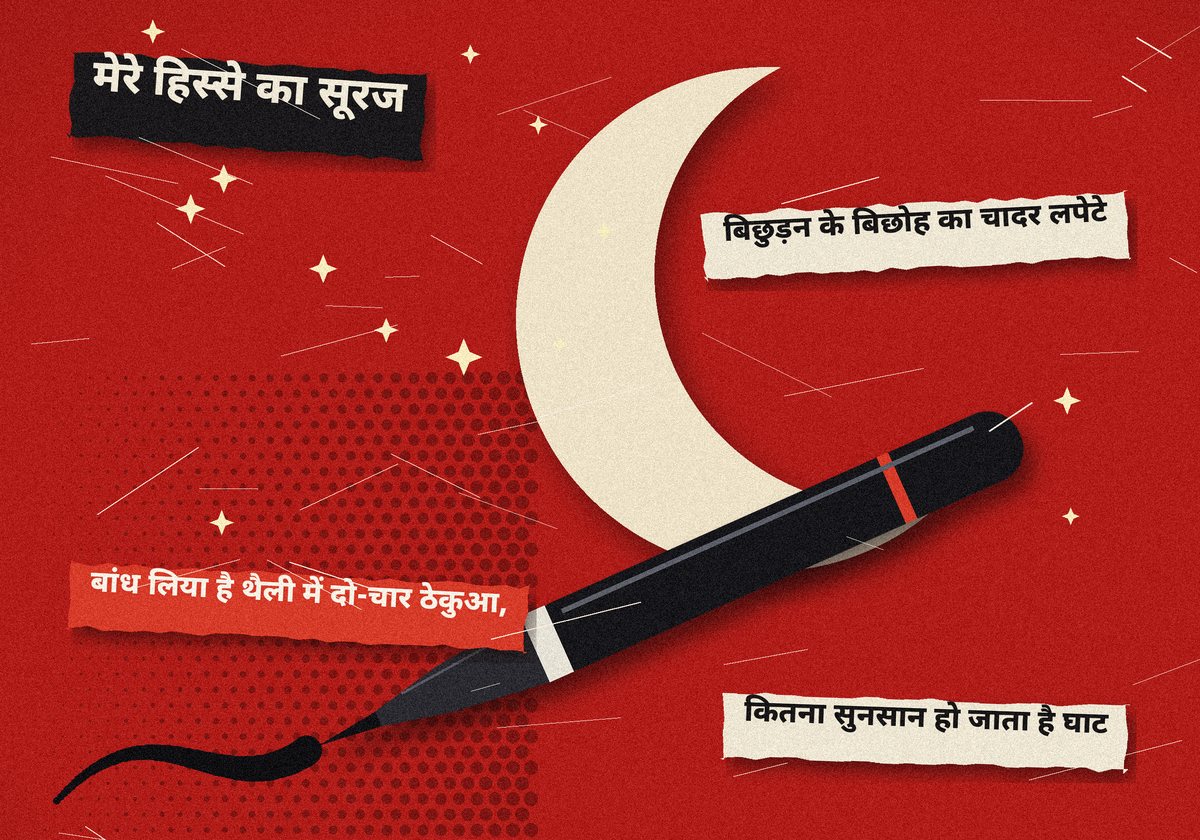 मेरे हिस्से का सूरज
बिछुड़न के बिछोह का चादर लपेटे
बांध लिया है थैली में दो-चार ठेकुआ,
कितना सुनसान हो जाता है घाट